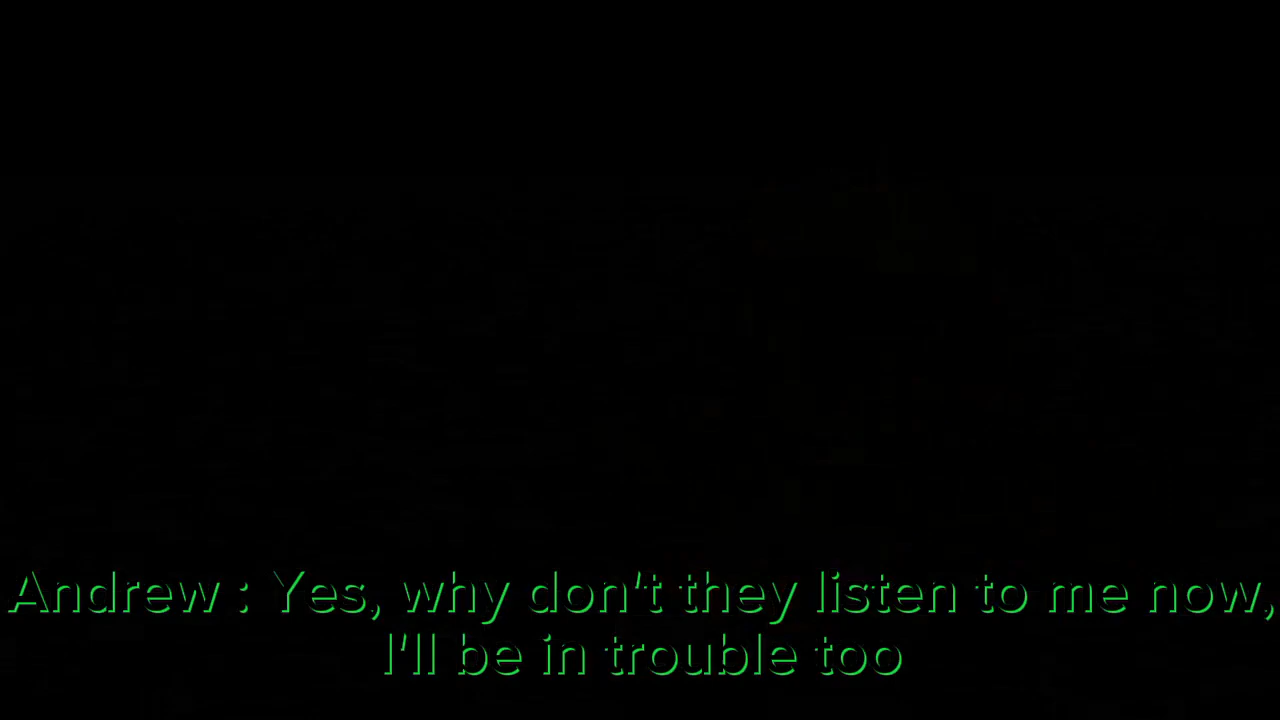 Andrew : Yes, why don't they listen to me now,
I'll be in trouble too